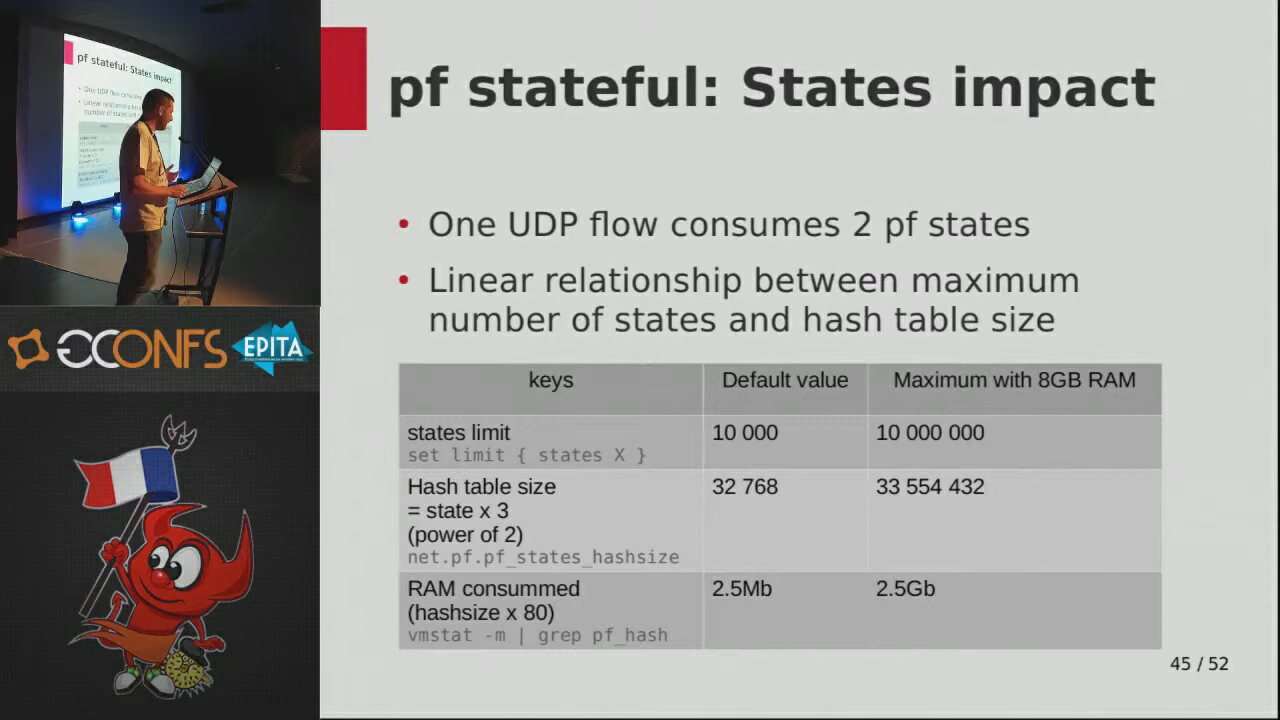 pf stateful: States impact
• One UDP flow consumes 2 pf states
• Linear relationship between maximum
number of states and hash table size
keys Default value Maximum with 8GB RAM
states limit 10 000 10 000 000
set limit { states X }
Hash table size 32 768 33 554 432
= state x 3
(power of 2)
net.pf.pf_states_hashsize
RAM consummed 2.5Mb 2.5Gb
(hashsize x 80)
vmstat -m | grep pf_hash
45 / 52
pf stateful: States impact
GCONFS
EPITA